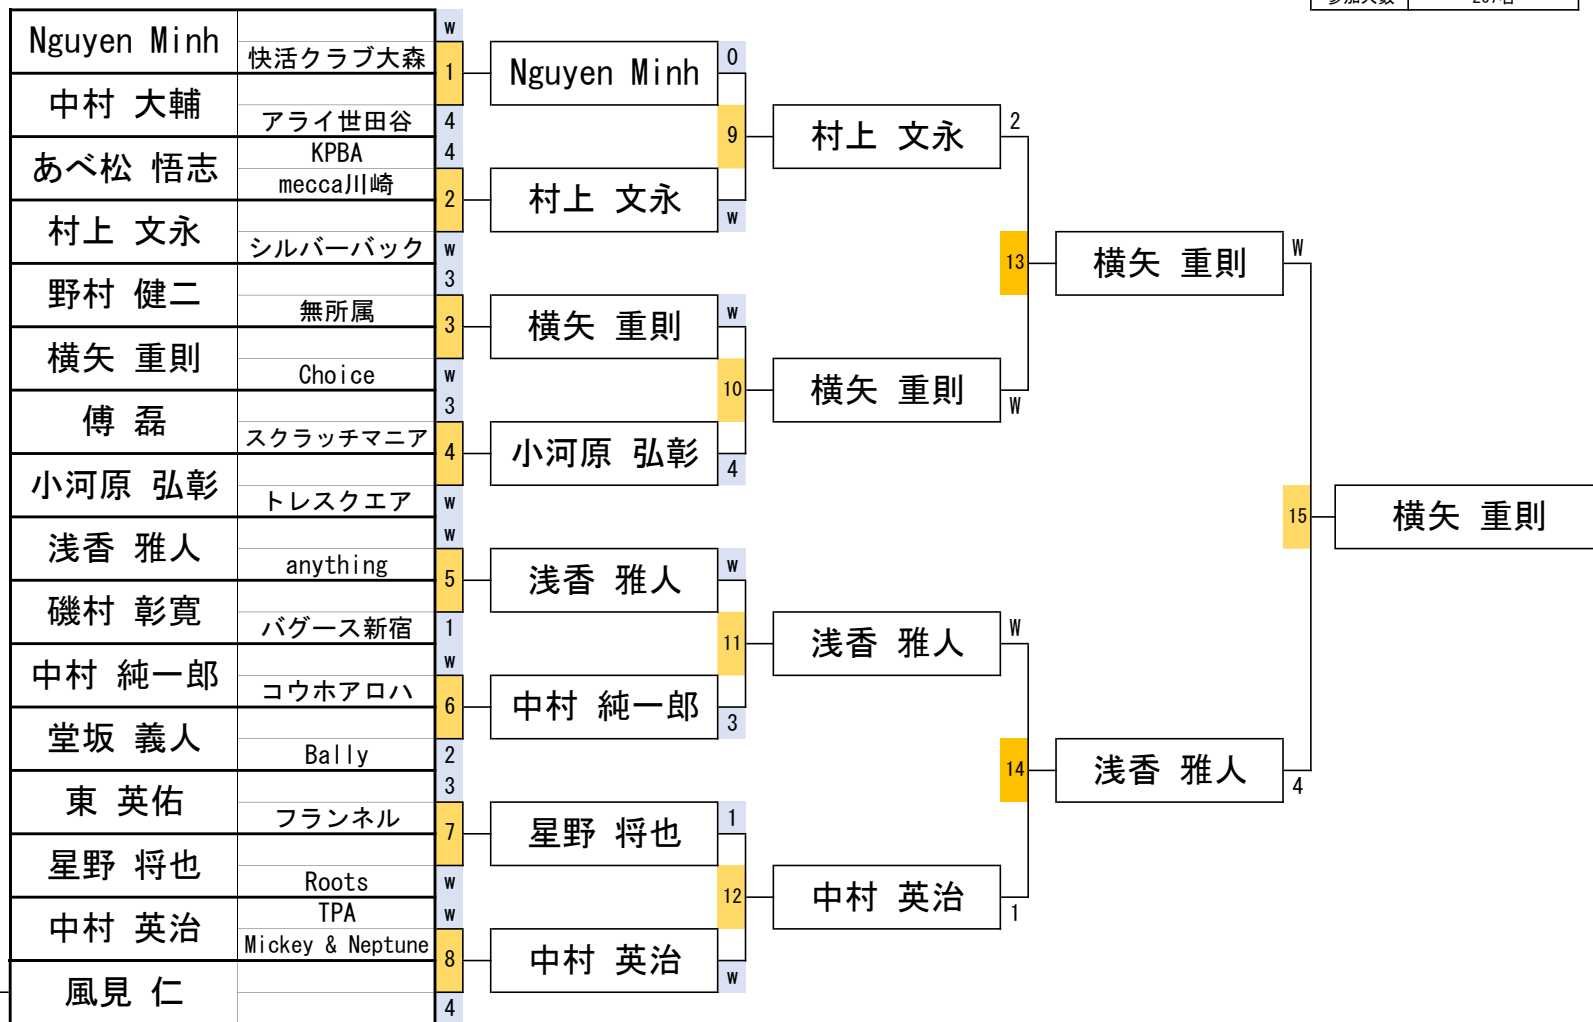 Nguyen Minh
快活クラブ大森
W
1
中村 大輔
アライ世田谷
4
あべ松 悟志
KPBA
mecca川崎
4
2
村上 文永
シルバーバック
W
野村 健二
無所属
3
3
横矢 重則
Choice
W
傅 磊
スクラッチマニア
3
4
小河原 弘彰
トレスクエア
W
浅香 雅人
anything
W
5
磯村 彰寛
バグース新宿
1
中村 純一郎
コウホアロハ
W
6
堂坂 義人
Bally
2
東 英佑
フランネル
3
7
星野 将也
Roots
W
中村 英治
TPA
Mickey & Neptune
W
8
風見 仁
4
Nguyen Minh
0
9
村上 文永
W
横矢 重則
W
10
小河原 弘彰
4
浅香 雅人
W
11
中村 純一郎
3
星野 将也
1
12
中村 英治
W
村上 文永
2
13
横矢 重則
W
浅香 雅人
W
14
中村 英治
1
横矢 重則
W
15
浅香 雅人
4
横矢 重則